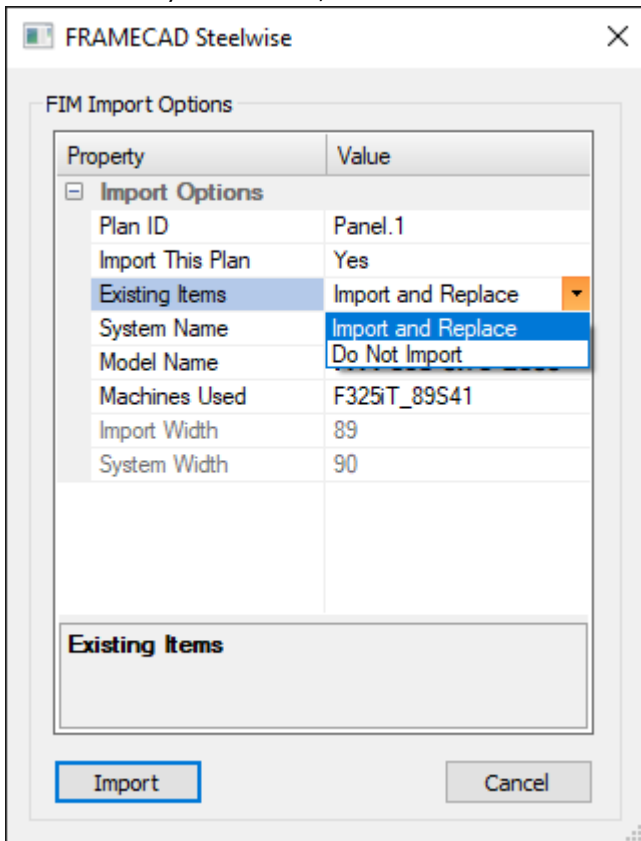 FRAMECAD Steelwise
FIM Import Options
Property Value
Import Options
Plan ID Panel.1
Import This Plan Yes
Existing Items Import and Replace
System Name Import and Replace
Do Not Import
Model Name
Machines Used F325iT_89S41
Import Width 89
System Width 90
Existing Items
Import Cancel